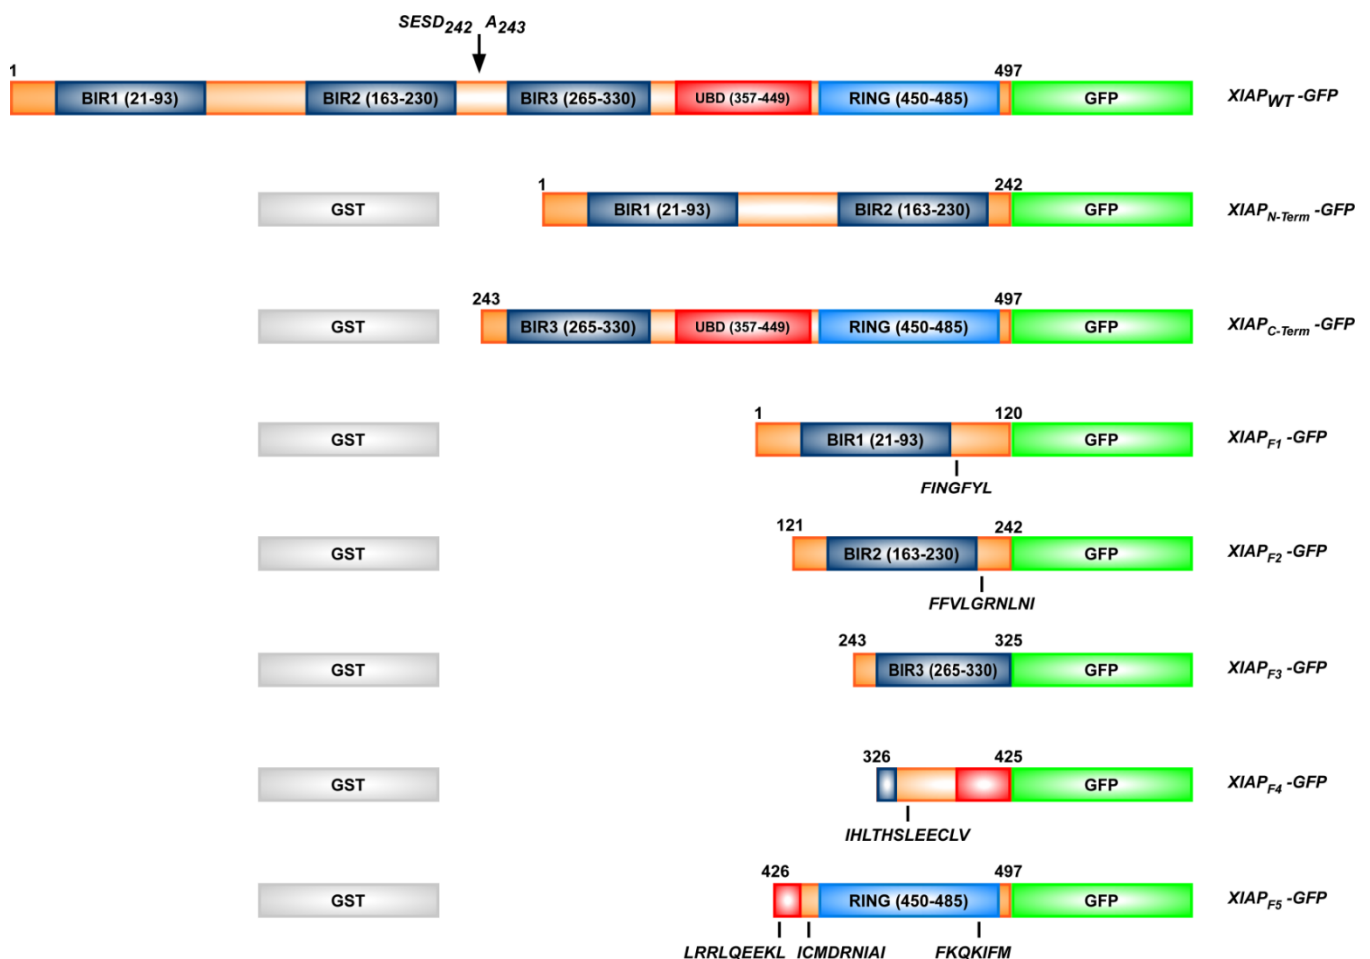 SESD242 A243
1 497
BIR1 (21-93) BIR2 (163-230) BIR3 (265-330) UBD (357-449) RING (450-485) GFP XIAPWT -GFP
1 242
GST BIR1 (21-93) BIR2 (163-230) GFP XIAPN-Term -GFP
243 497
GST BIR3 (265-330) UBD (357-449) RING (450-485) GFP XIAPC-Term -GFP
1 120
GST BIR1 (21-93) GFP XIAPF1 -GFP
FINGFYL
121 242
GST BIR2 (163-230) GFP XIAPF2 -GFP
FFVLGRNLNI
243 325
GST BIR3 (265-330) GFP XIAPF3 -GFP
326 425
GST GFP XIAPF4 -GFP
IHLTHSLEECLV
426 497
GST RING (450-485) GFP XIAPF5 -GFP
LRRLQEEKL ICMDRNIAI FKQKIFM